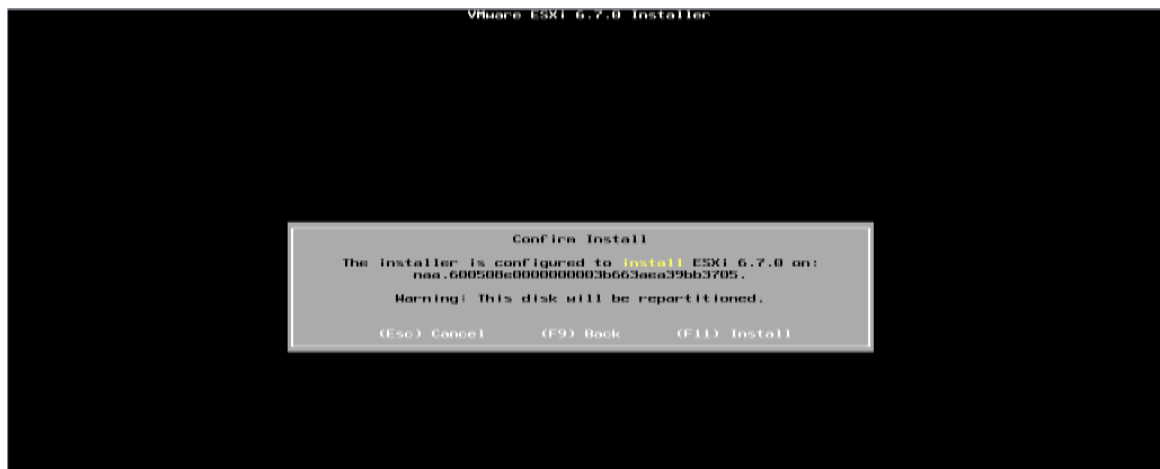 VMware ESXi 6.7.0 Installer
Confirm Install
The installer is configured to install ESXi 6.7.0 on:
naa.600508e0000000003b663aea39bb3705.
Warning: This disk will be repartitioned.
(Esc) Cancel (F9) Back (F11) Install